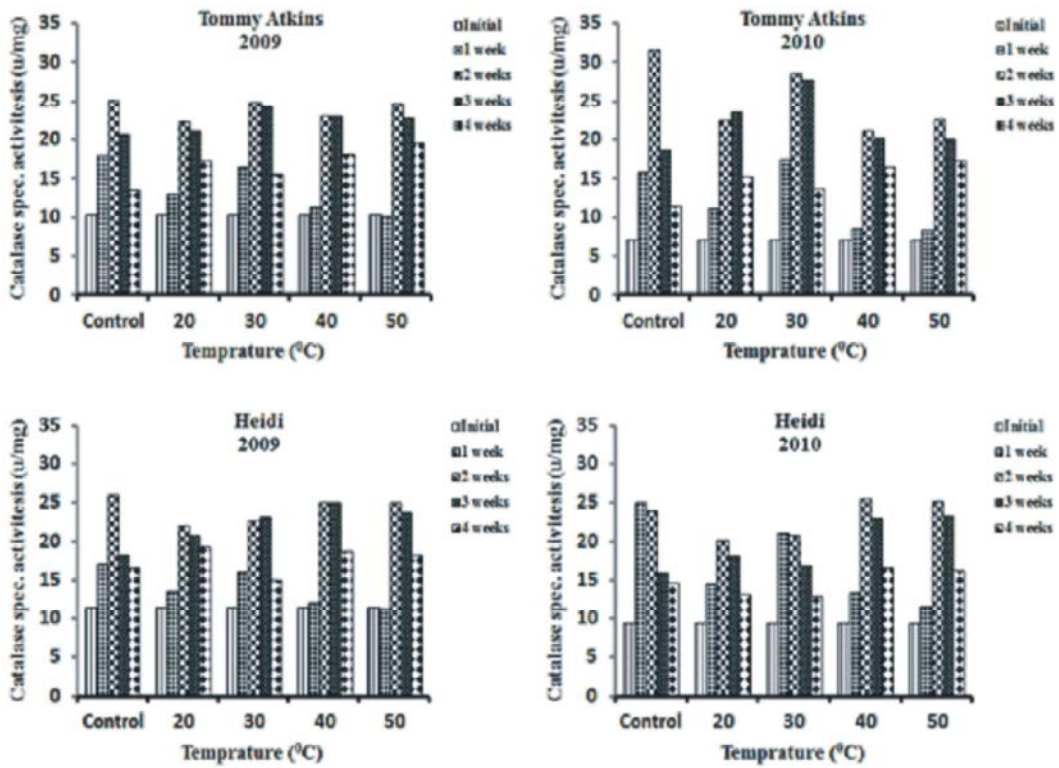 Tommy Atkins
2009
Catalase spec. activitesis (u/mg)
35
30
25
20
15
10
5
0
Control 20 30 40 50
Temprature (⁰C)
Initial
1 week
2 weeks
3 weeks
4 weeks
Tommy Atkins
2010
Catalase spec. activitesis (u/mg)
35
30
25
20
15
10
5
0
Control 20 30 40 50
Temprature (⁰C)
Initial
1 week
2 weeks
3 weeks
4 weeks
Heidi
2009
Catalase spec. activitesis (u/mg)
35
30
25
20
15
10
5
0
Control 20 30 40 50
Temprature (⁰C)
Initial
1 week
2 weeks
3 weeks
4 weeks
Heidi
2010
Catalase spec. activitesis (u/mg)
35
30
25
20
15
10
5
0
Control 20 30 40 50
Temprature (⁰C)
Initial
1 week
2 weeks
3 weeks
4 weeks